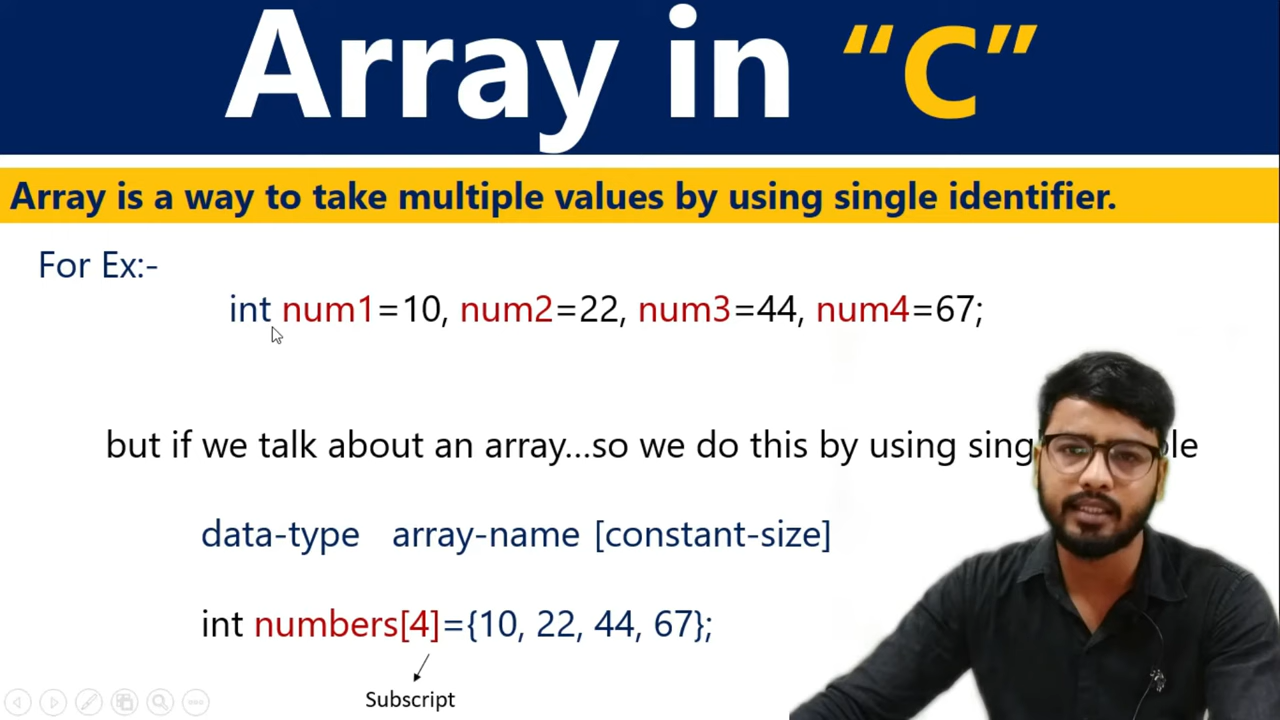 Array in “C”
Array is a way to take multiple values by using single identifier.
For Ex:-
int num1=10, num2=22, num3=44, num4=67;
but if we talk about an array...so we do this by using
data-type array-name [constant-size]
int numbers[4]={10, 22, 44, 67};
Subscript